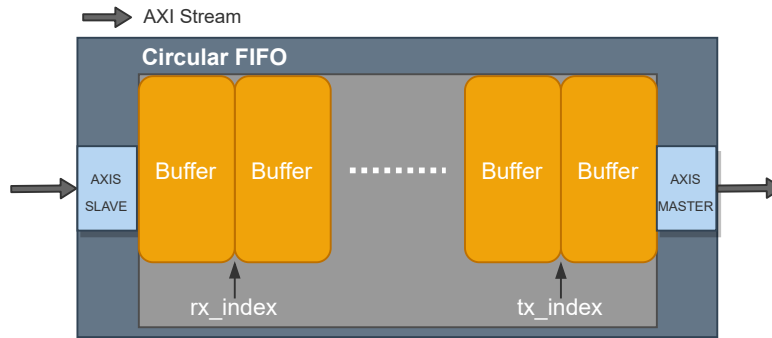 AXI Stream
Circular FIFO
Buffer Buffer Buffer Buffer
AXIS
SLAVE
AXIS
MASTER
rx_index tx_index